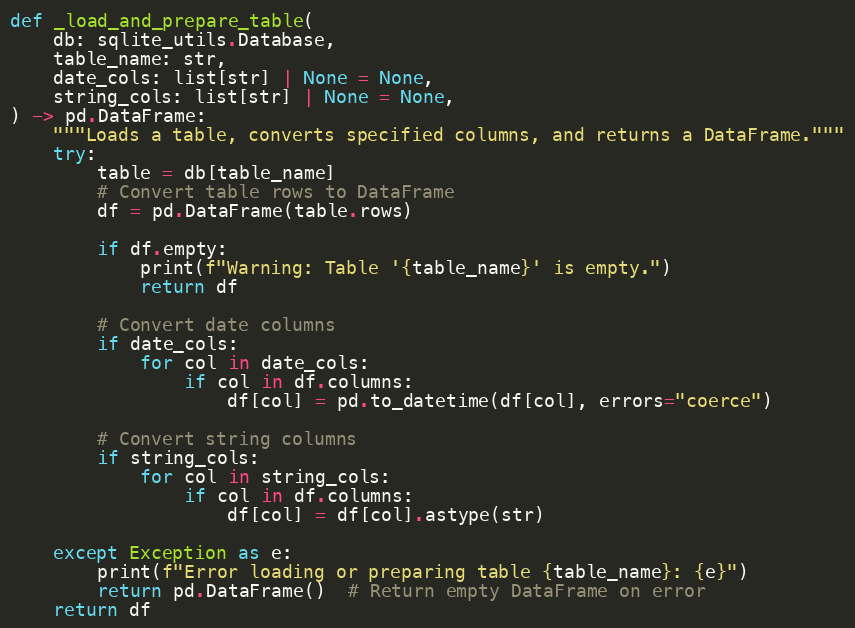 def _load_and_prepare_table(
    db: sqlite_utils.Database,
    table_name: str,
    date_cols: list[str] | None = None,
    string_cols: list[str] | None = None,
) -> pd.DataFrame:
    """Loads a table, converts specified columns, and returns a DataFrame."""
    try:
        table = db[table_name]
        # Convert table rows to DataFrame
        df = pd.DataFrame(table.rows)

        if df.empty:
            print(f"Warning: Table '{table_name}' is empty.")
            return df

        # Convert date columns
        if date_cols:
            for col in date_cols:
                if col in df.columns:
                    df[col] = pd.to_datetime(df[col], errors="coerce")

        # Convert string columns
        if string_cols:
            for col in string_cols:
                if col in df.columns:
                    df[col] = df[col].astype(str)

    except Exception as e:
        print(f"Error loading or preparing table {table_name}: {e}")
        return pd.DataFrame()  # Return empty DataFrame on error
    return df